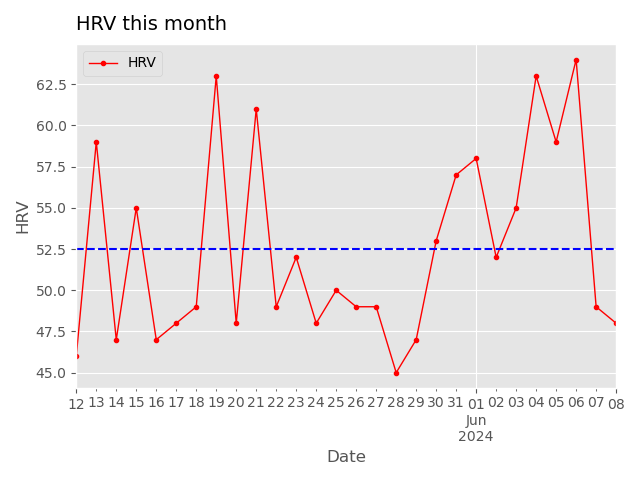 HRV this month
HRV
62.5
60.0
57.5
55.0
52.5
50.0
47.5
45.0
HRV
12 13 14 15 16 17 18 19 20 21 22 23 24 25 26 27 28 29 30 31 01 02 03 04 05 06 07 08
Jun
2024
Date